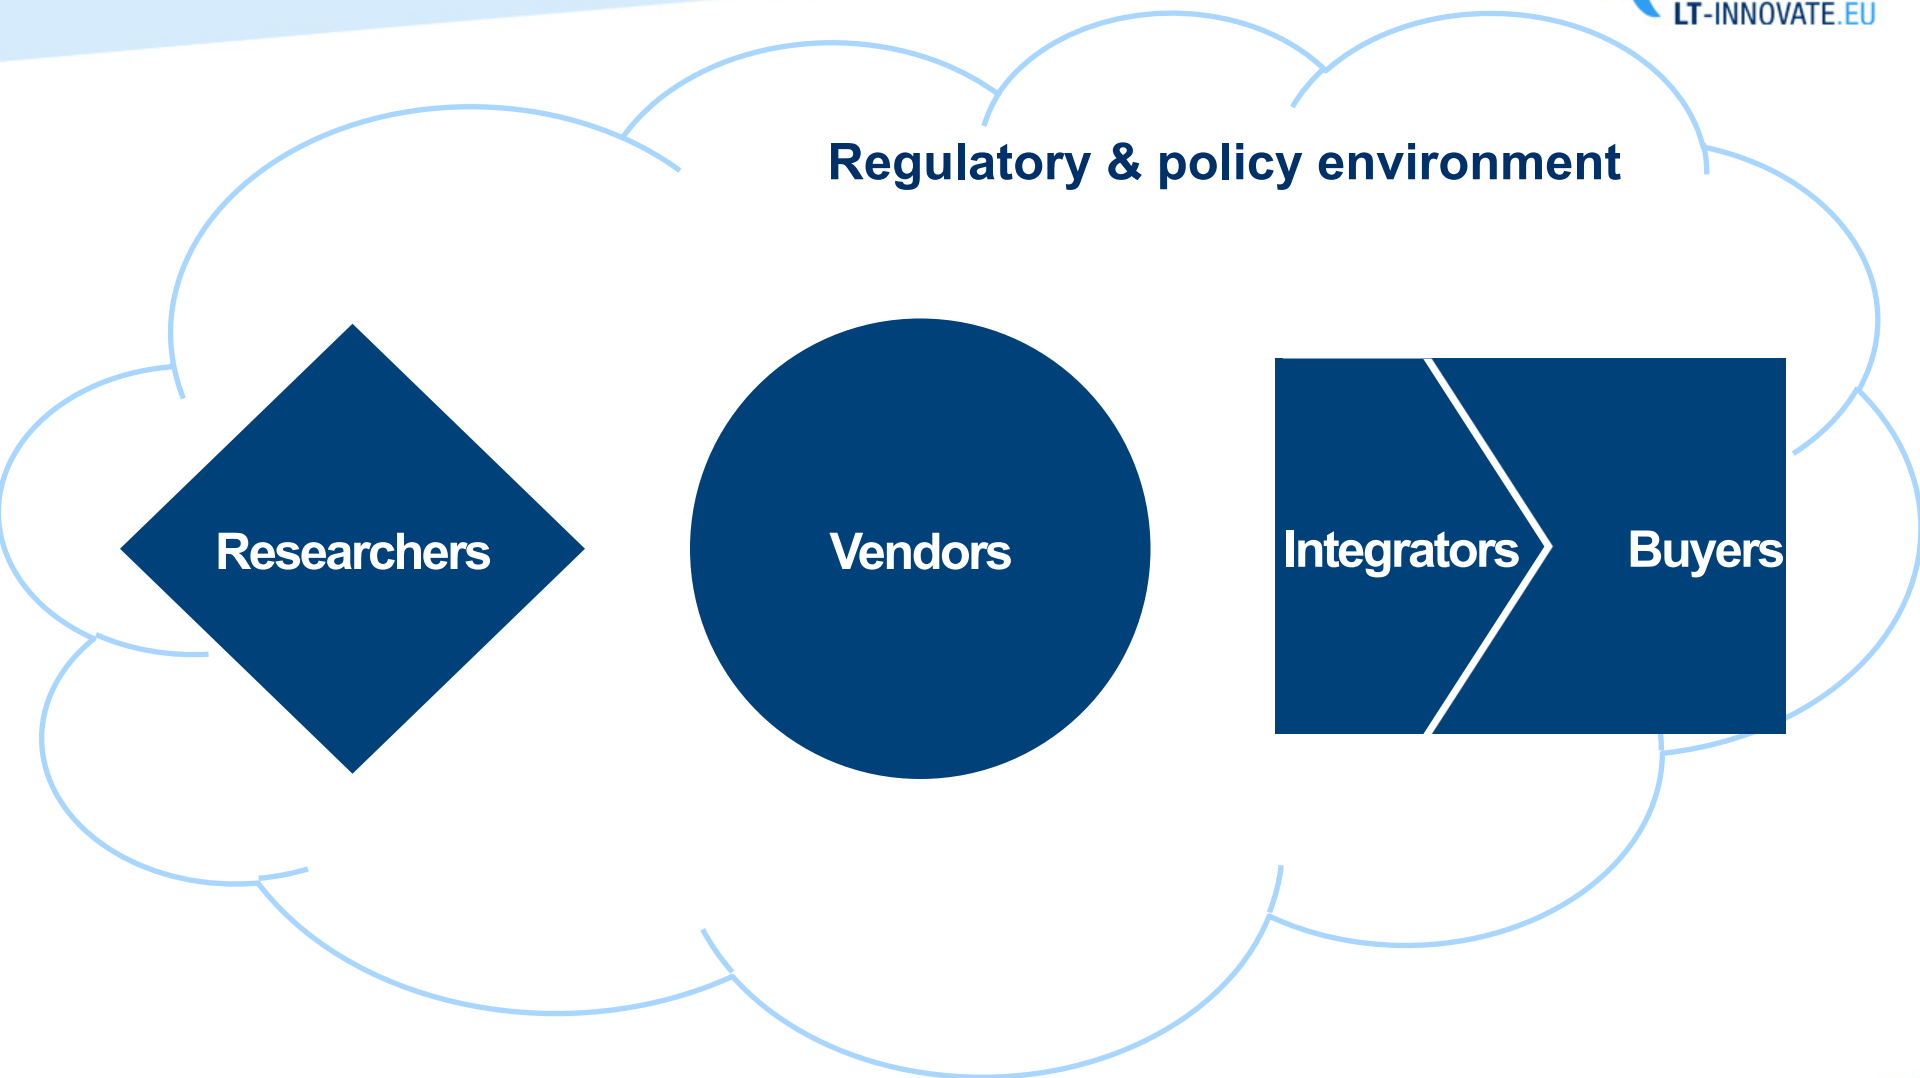 LT-INNOVATE.EU
Regulatory & policy environment
Researchers
Vendors
Integrators
Buyers